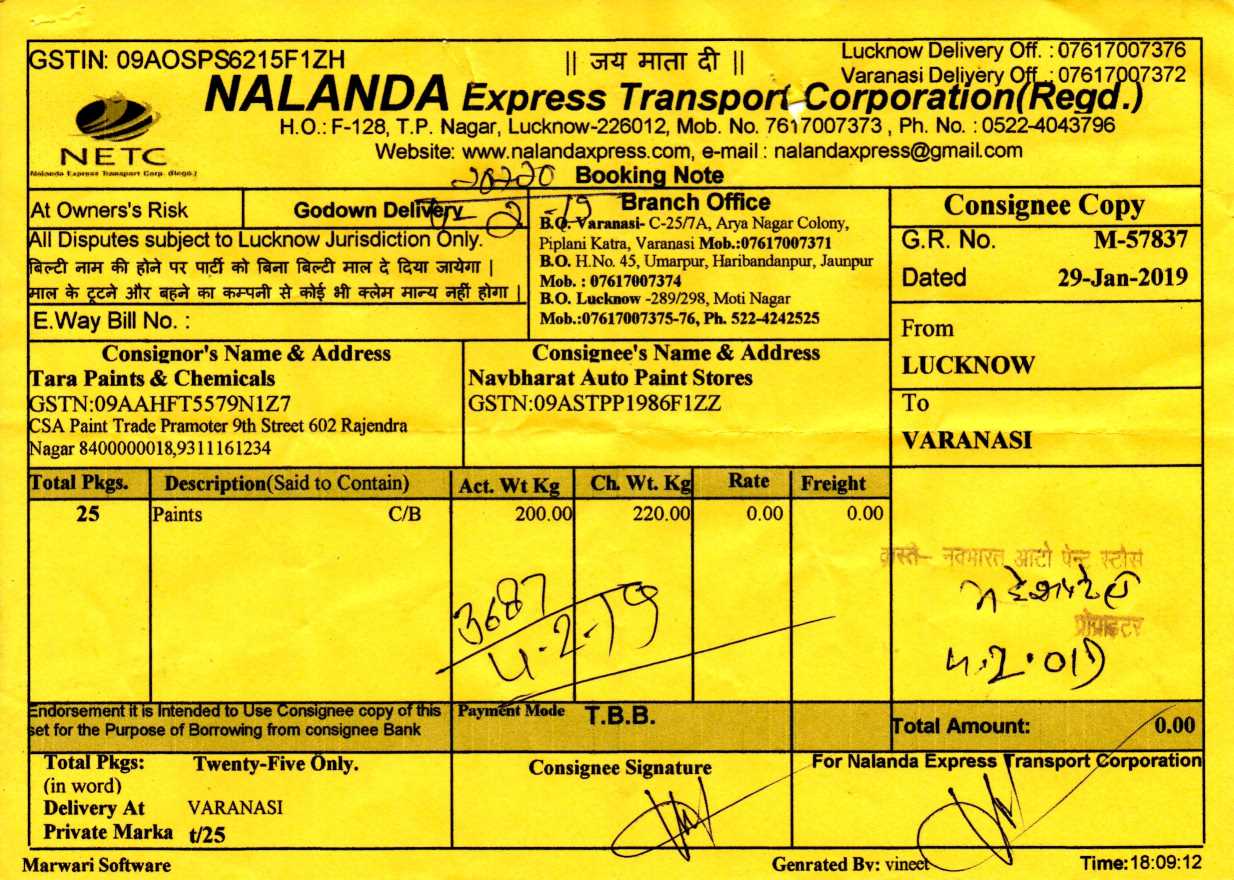 GSTIN: 09AOSPS6215F1ZH
|| जय माता दी ||
Lucknow Delivery Off. : 07617007376
Varanasi Delivery Off. : 07617007372
NALANDA Express Transport Corporation(Regd.)
H.O.: F-128, T.P. Nagar, Lucknow-226012, Mob. No. 7617007373 , Ph. No. : 0522-4043796
Website: www.nalandaxpress.com, e-mail : nalandaxpress@gmail.com
NETC
Nalanda Express Transport Corp. (Regd.)
Booking Note
At Owners's Risk
Godown Delivery
All Disputes subject to Lucknow Jurisdiction Only.
बिल्टी नाम की होने पर पार्टी को बिना बिल्टी माल दे दिया जायेगा |
माल के टूटने और बहने का कम्पनी से कोई भी क्लेम मान्य नहीं होगा |
E.Way Bill No. :
Branch Office
B.O. Varanasi- C-25/7A, Arya Nagar Colony,
Piplani Katra, Varanasi Mob.:07617007371
B.O. H.No. 45, Umarpur, Haribandanpur, Jaunpur
Mob. : 07617007374
B.O. Lucknow -289/298, Moti Nagar
Mob.:07617007375-76, Ph. 522-4242525
Consignee Copy
G.R. No. M-57837
Dated 29-Jan-2019
From
LUCKNOW
To
VARANASI
Consignor's Name & Address
Tara Paints & Chemicals
GSTN:09AAHFT5579N1Z7
CSA Paint Trade Pramoter 9th Street 602 Rajendra
Nagar 8400000018,9311161234
Consignee's Name & Address
Navbharat Auto Paint Stores
GSTN:09ASTPP1986F1ZZ
Total Pkgs. Description(Said to Contain) Act. Wt Kg Ch. Wt. Kg Rate Freight
25 Paints C/B 200.00 220.00 0.00 0.00
3687
4-2-19
वास्ते- नवभारत आटो पेन्ट स्टोर्स
प्रोप्राइटर
4.2.019
Endorsement it is Intended to Use Consignee copy of this
set for the Purpose of Borrowing from consignee Bank
Payment Mode T.B.B.
Total Amount: 0.00
Total Pkgs: Twenty-Five Only.
(in word)
Delivery At VARANASI
Private Marka t/25
Consignee Signature
For Nalanda Express Transport Corporation
Marwari Software
Genrated By: vineet
Time:18:09:12